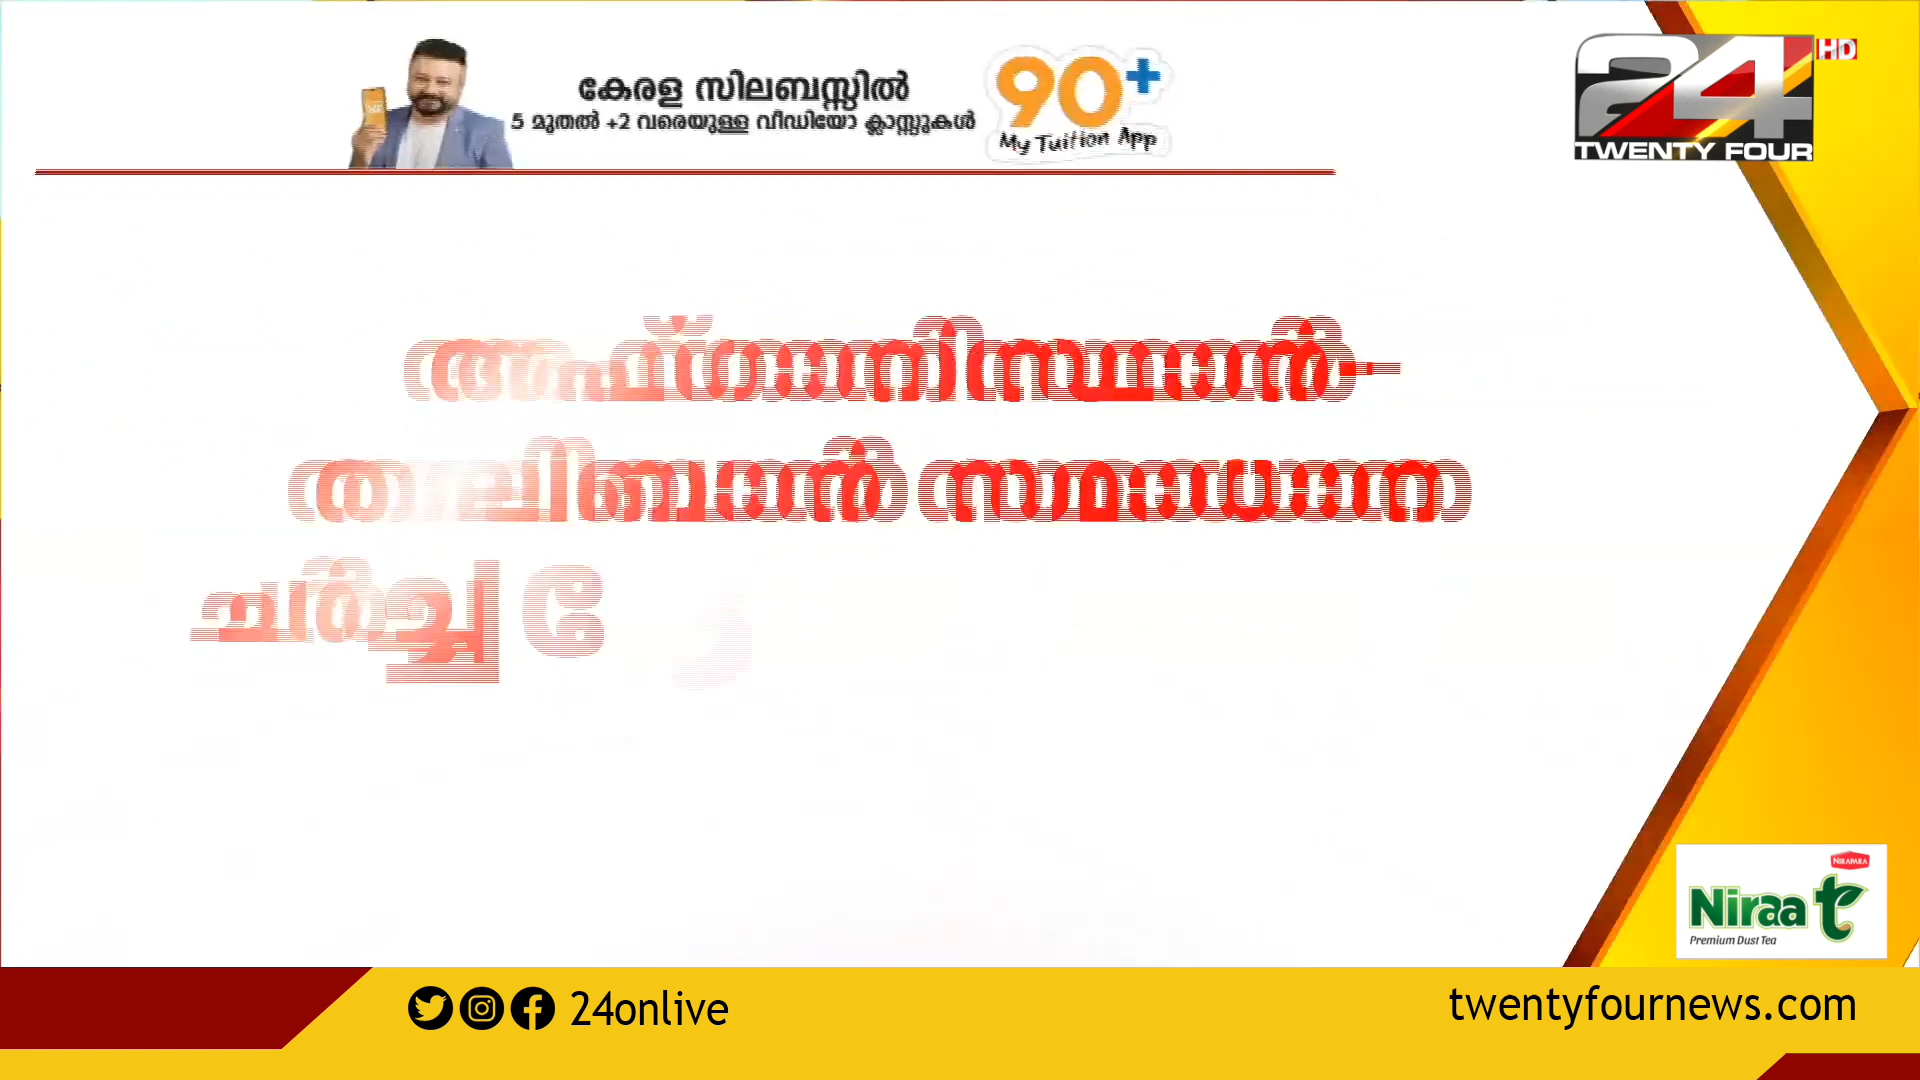 കേരള സിലബസ്സിൽ
5 മുതൽ +2 വരെയുള്ള വീഡിയോ ക്ലാസ്സുകൾ
90+
My Tuition App
24 HD
TWENTY FOUR
അഫ്ഗാനിസ്ഥാൻ-
താലിബാൻ സമാധാന
ചർച്ച
NIRAPARA
Niraa t
Premium Dust Tea
24onlive
twentyfournews.com